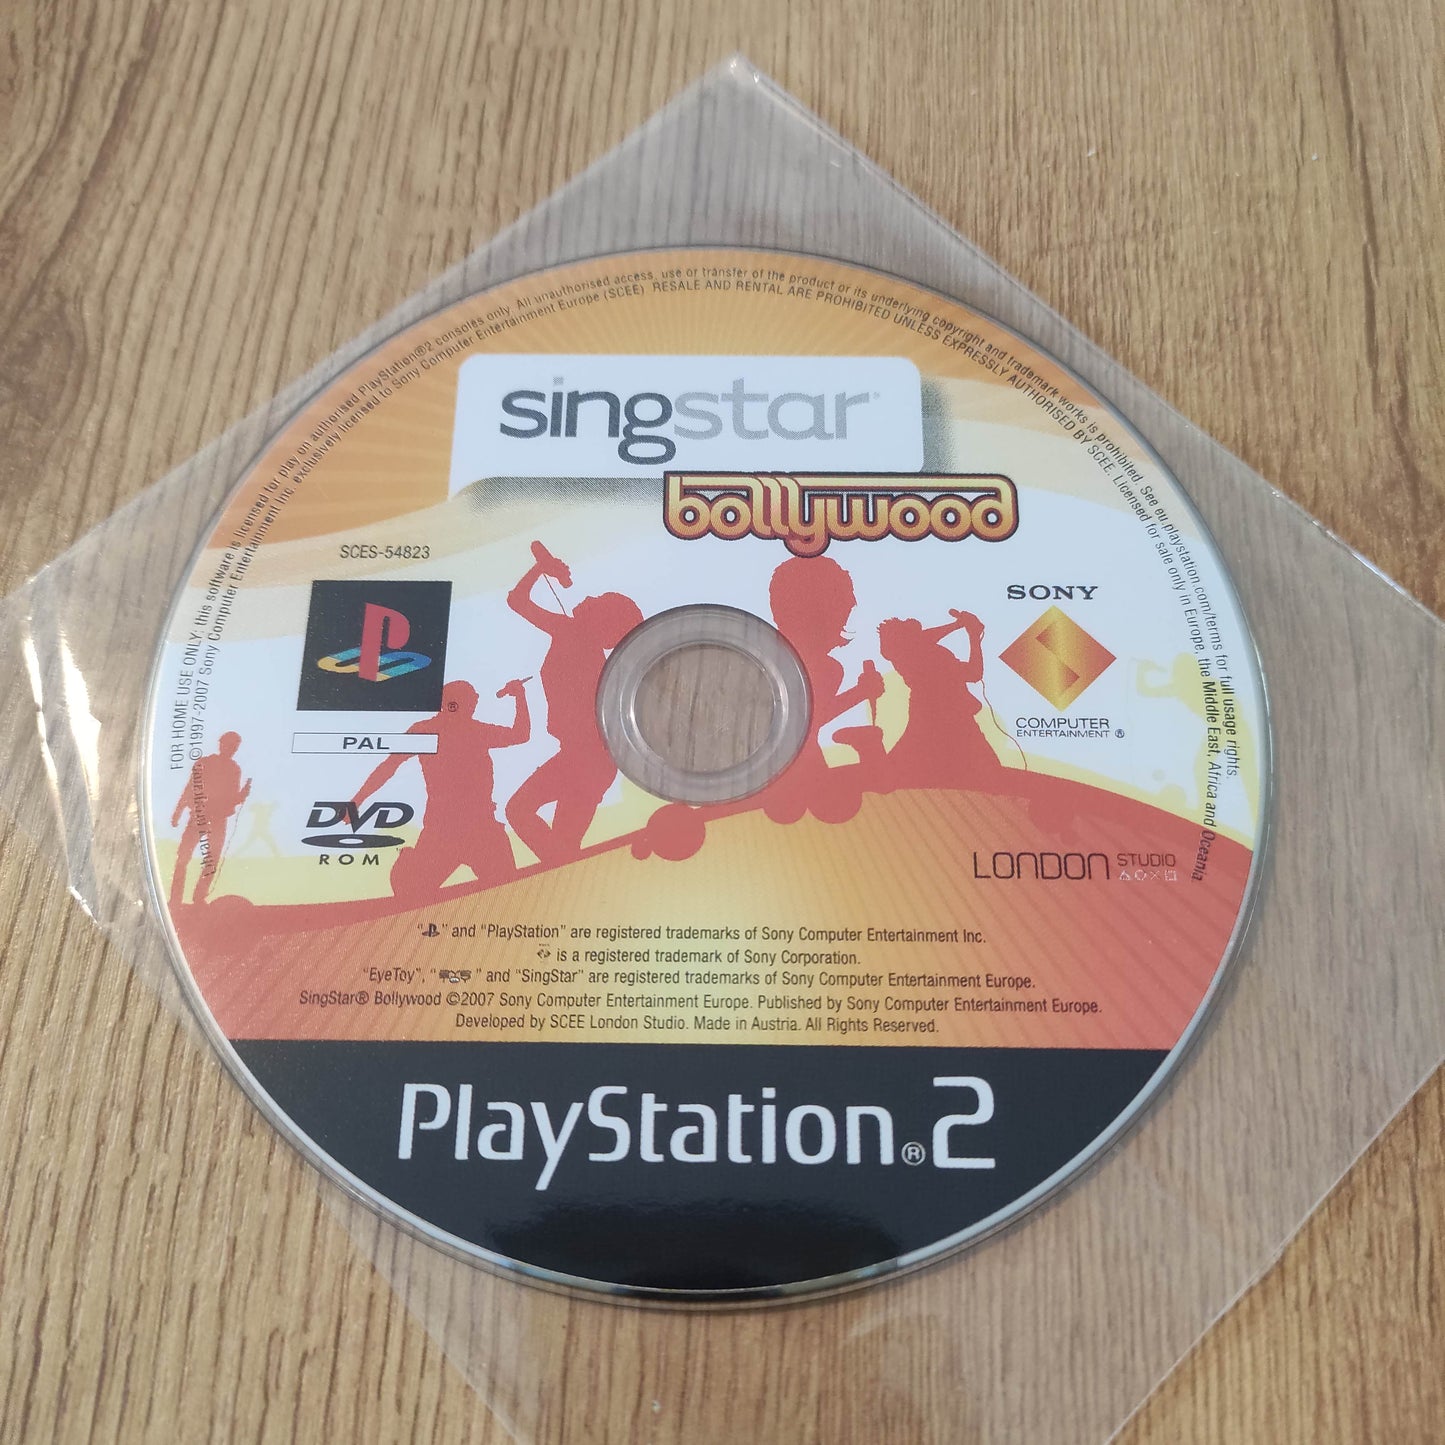 FOR HOME USE ONLY: this software is licensed for play on authorised PlayStation®2 consoles only. All unauthorised access, use or transfer of the product or its underlying copyright and trademark works is prohibited. See eu.playstation.com/terms for full usage rights.
Library programs ©1997-2007 Sony Computer Entertainment Inc. exclusively licensed to Sony Computer Entertainment Europe (SCEE) RESALE AND RENTAL ARE PROHIBITED UNLESS EXPRESSLY AUTHORISED BY SCEE. Licensed for sale only in Europe, the Middle East, Africa and Oceania.
singstar
bollywood
SCES-54823
SONY
®
COMPUTER
ENTERTAINMENT ®
PAL
DVD
ROM
LONDON STUDIO
" " and "PlayStation" are registered trademarks of Sony Computer Entertainment Inc.
is a registered trademark of Sony Corporation.
"EyeToy", " " and "SingStar" are registered trademarks of Sony Computer Entertainment Europe.
SingStar® Bollywood ©2007 Sony Computer Entertainment Europe. Published by Sony Computer Entertainment Europe.
Developed by SCEE London Studio. Made in Austria. All Rights Reserved.
PlayStation®2